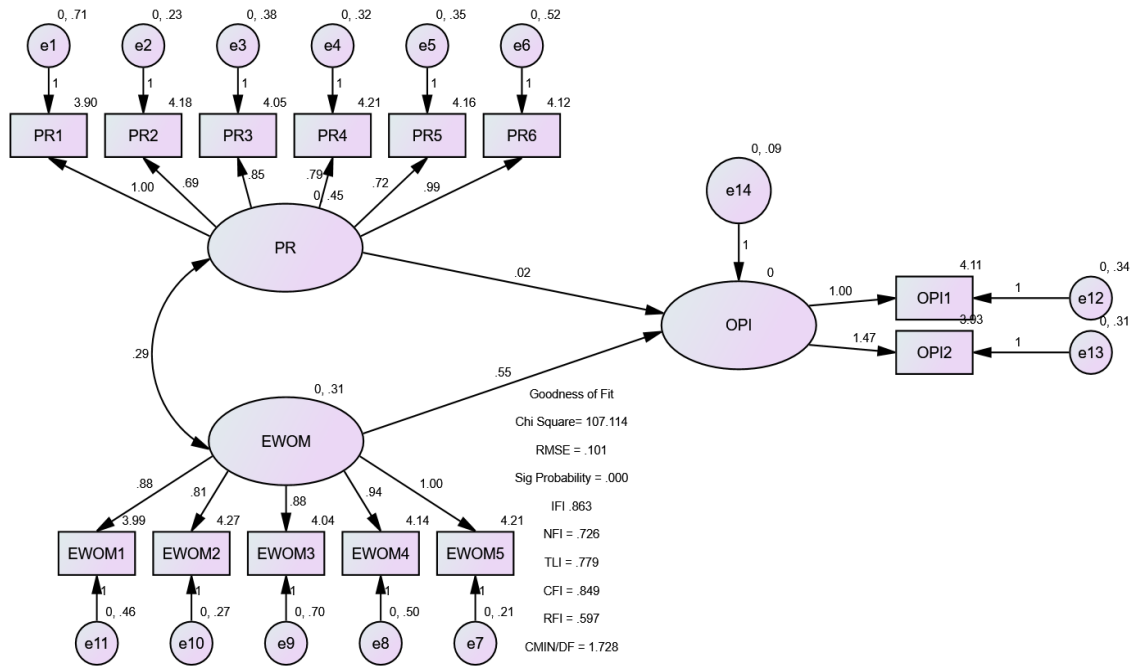 0, .71
0, .23
0, .38
0, .32
0, .35
0, .52
e1
e2
e3
e4
e5
e6
1
1
1
1
1
1
3.90
4.18
4.05
4.21
4.16
4.12
PR1
PR2
PR3
PR4
PR5
PR6
1.00
.69
.85
.79
.72
.99
0, .45
PR
0, .09
e14
1
0
OPI
.02
.55
.29
1.00
1.47
4.11
OPI1
1
0, .34
e12
3.93
OPI2
1
0, .31
e13
0, .31
EWOM
.88
.81
.88
.94
1.00
3.99
4.27
4.04
4.14
4.21
EWOM1
EWOM2
EWOM3
EWOM4
EWOM5
1
1
1
1
1
0, .46
0, .27
0, .70
0, .50
0, .21
e11
e10
e9
e8
e7
Goodness of Fit
Chi Square= 107.114
RMSE = .101
Sig Probability = .000
IFI .863
NFI = .726
TLI = .779
CFI = .849
RFI = .597
CMIN/DF = 1.728